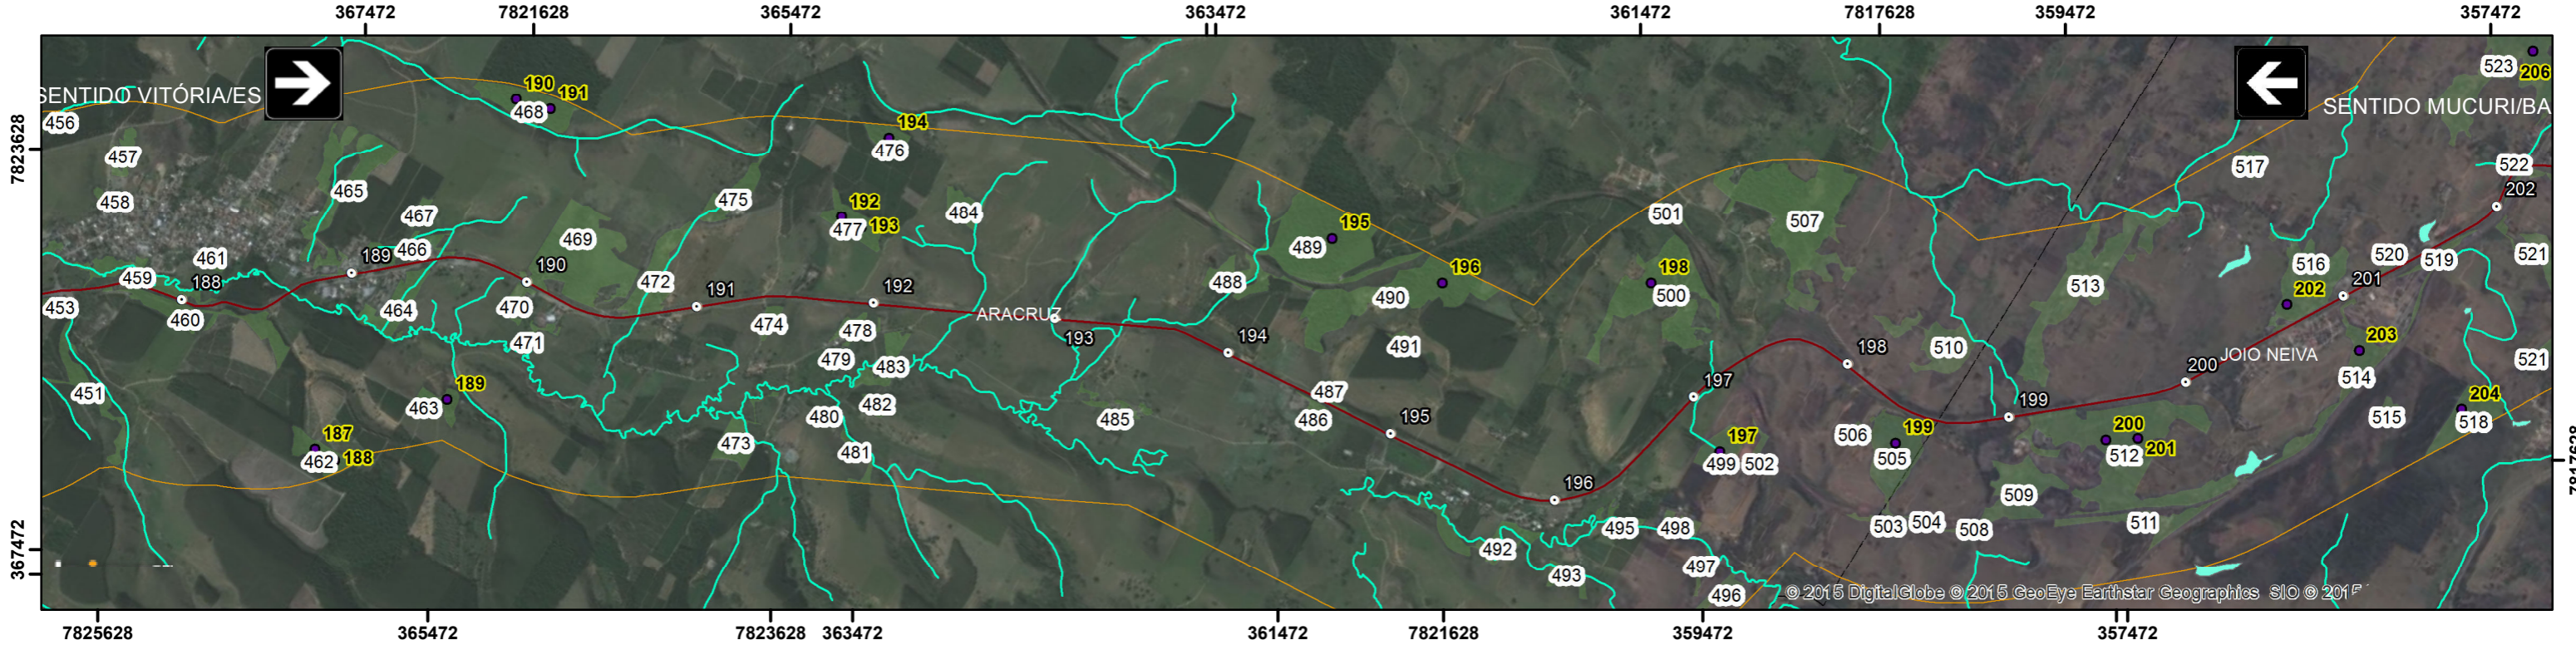 367472 7821628 365472 363472 361472 7817628 359472 357472
190 191 523 206
SENTIDO VITÓRIA/ES 468 SENTIDO MUCURI/BA
456 194
7823628 457 476 517 522
458 465 475 192 484 501 202
467 477 193 489 195 507
461 466 469 520 521
189 190 196 198 516 519
459 188 472 488 490 500 513 202 201
453 460 464 470 191 192 ARACRUZ
474 478 193 194 491 203
471 479 483 510 198 200 JOIO NEIVA 521
451 189 487 197 514
463 482 195 199 204
480 485 486 515 518
187 473 197 506 199 200
462 188 481 499 502 505 512 201
196 509
495 498 503 504 508 511
492
367472 493 497
496 © 2015 DigitalGlobe © 2015 GeoEye Earthstar Geographics SIO © 2015
7825628 365472 7823628 363472 361472 7821628 359472 357472